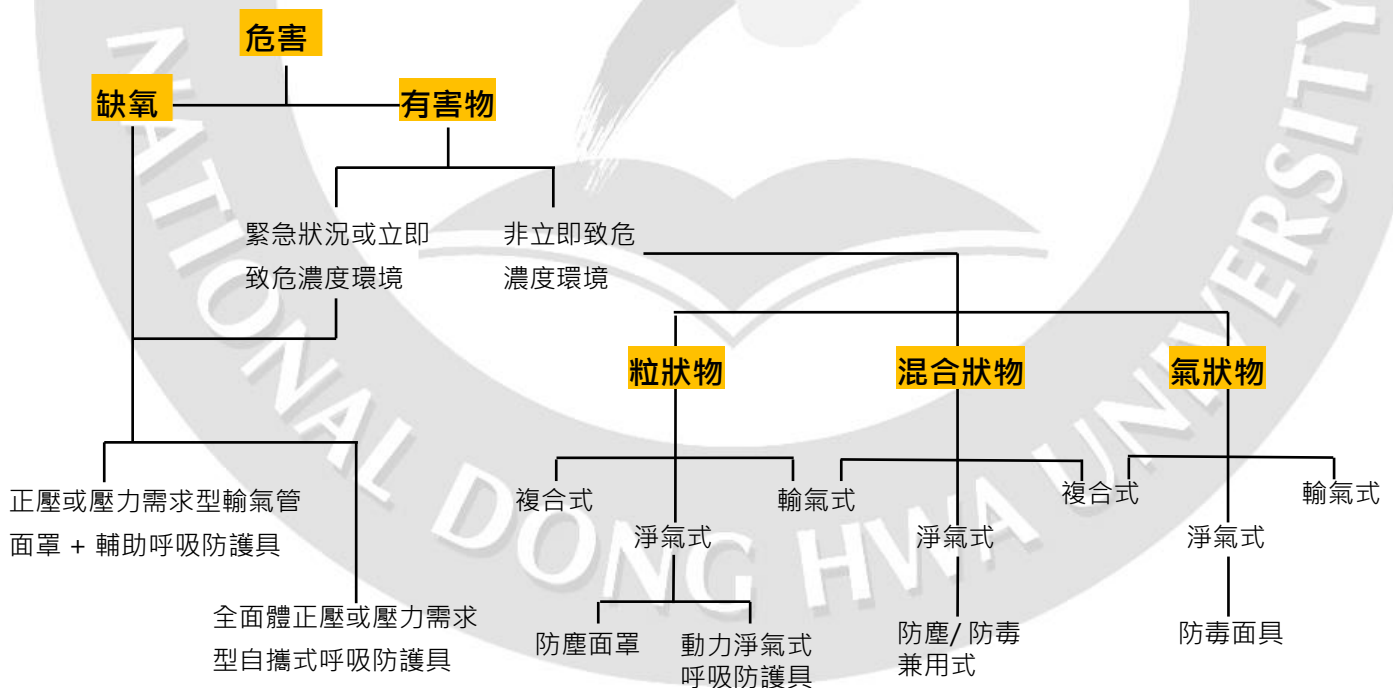 危害
缺氧
有害物
緊急狀況或立即
致危濃度環境
非立即致危
濃度環境
粒狀物
混合狀物
氣狀物
複合式
輸氣式
複合式
輸氣式
淨氣式
淨氣式
淨氣式
正壓或壓力需求型輸氣管
面罩 + 輔助呼吸防護具
全面體正壓或壓力需求
型自攜式呼吸防護具
防塵面罩
動力淨氣式
呼吸防護具
防塵/防毒
兼用式
防毒面具
NATIONAL DONG HWA UNIVERSITY